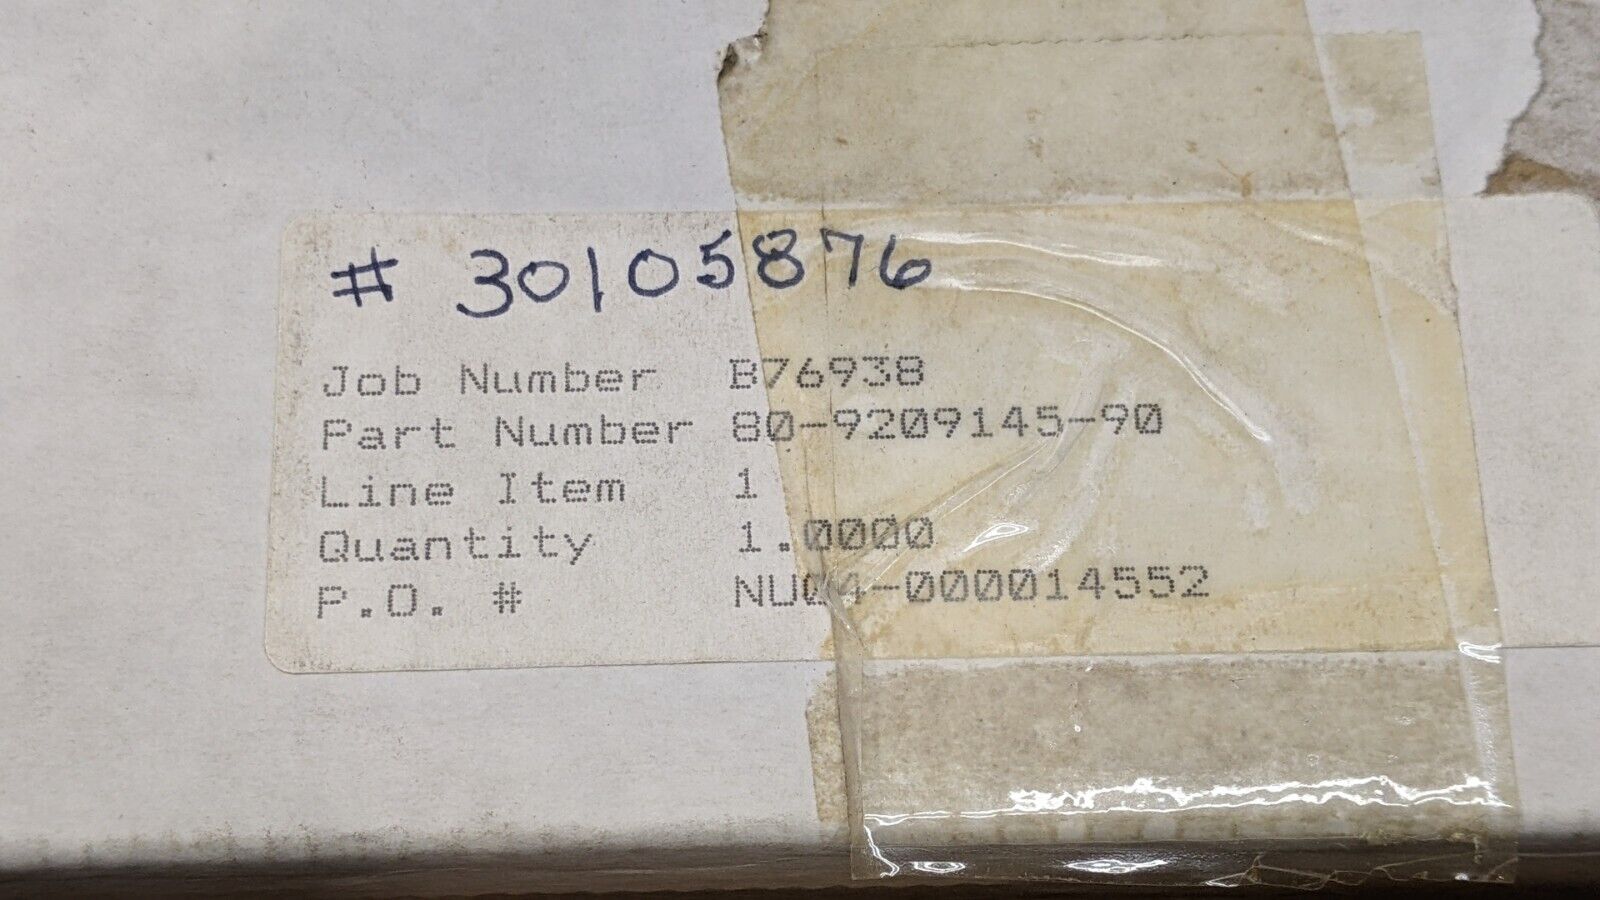 # 30105876
Job Number B76938
Part Number 80-9209145-90
Line Item 1
Quantity 1.0000
P.O. # NU04-000014552